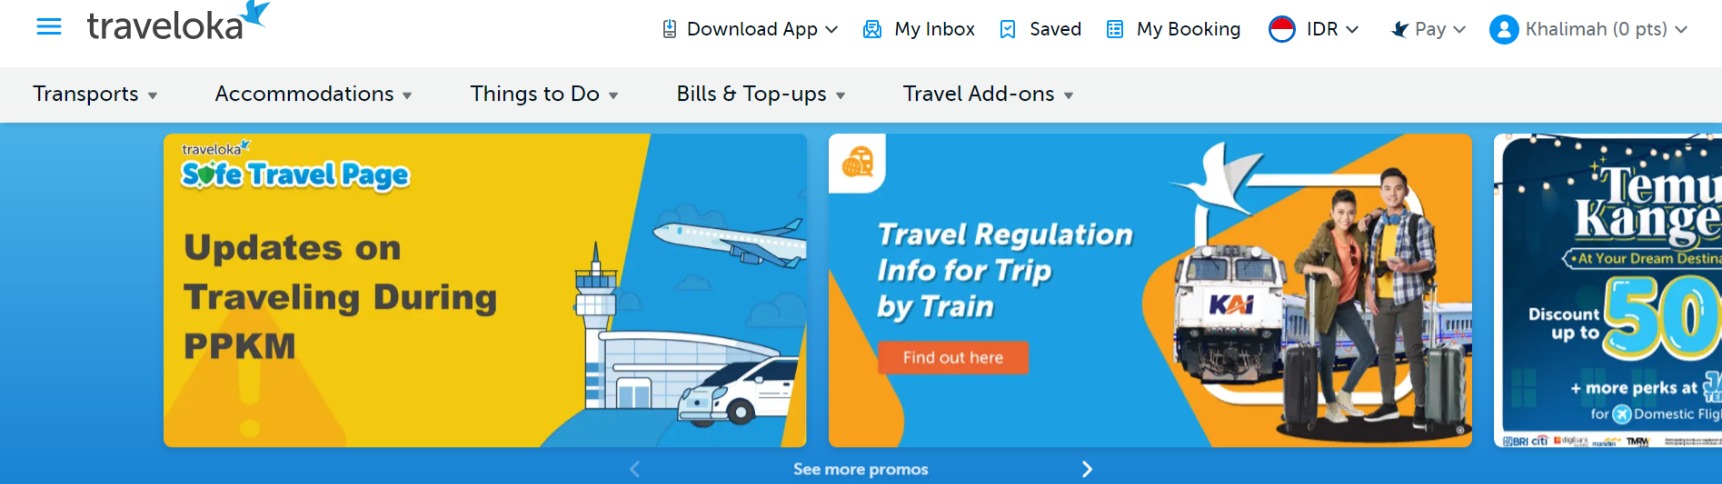 traveloka
Download App
My Inbox
Saved
My Booking
IDR
Pay
Khalimah (0 pts)
Transports
Accommodations
Things to Do
Bills & Top-ups
Travel Add-ons
traveloka
Safe Travel Page
Updates on
Traveling During
PPKM
Travel Regulation
Info for Trip
by Train
Find out here
KAI
Temu
Kange
At Your Dream Destina
Discount
up to
50
+ more perks at
for Domestic Flig
BRI citi digibank mandiri TMRW
See more promos